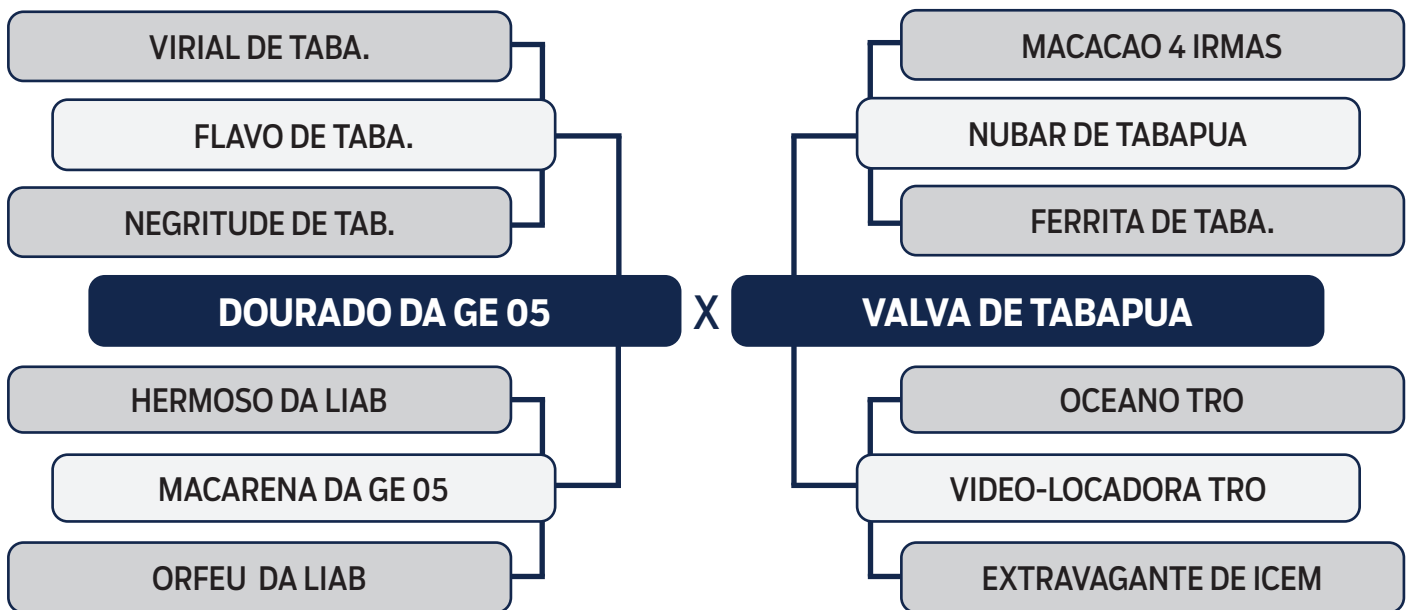 VIRIAL DE TABA.
FLAVO DE TABA.
NEGRITUDE DE TAB.
DOURADO DA GE 05
HERMOSO DA LIAB
MACARENA DA GE 05
ORFEU DA LIAB
X
MACACAO 4 IRMAS
NUBAR DE TABAPUA
FERRITA DE TABA.
VALVA DE TABAPUA
OCEANO TRO
VIDEO-LOCADORA TRO
EXTRAVAGANTE DE ICEM